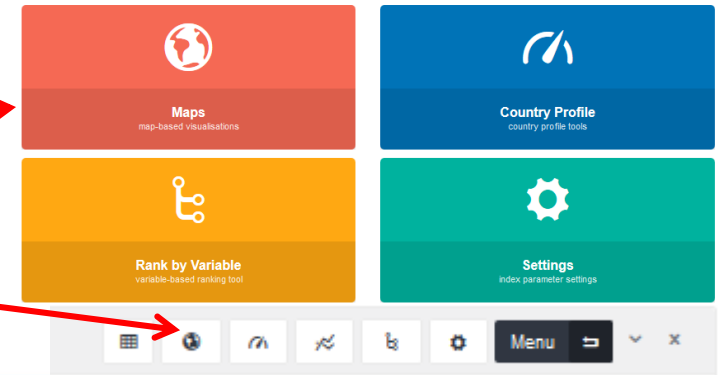 Maps
map-based visualisations
Country Profile
country profile tools
Rank by Variable
variable-based ranking tool
Settings
index parameter settings
Menu